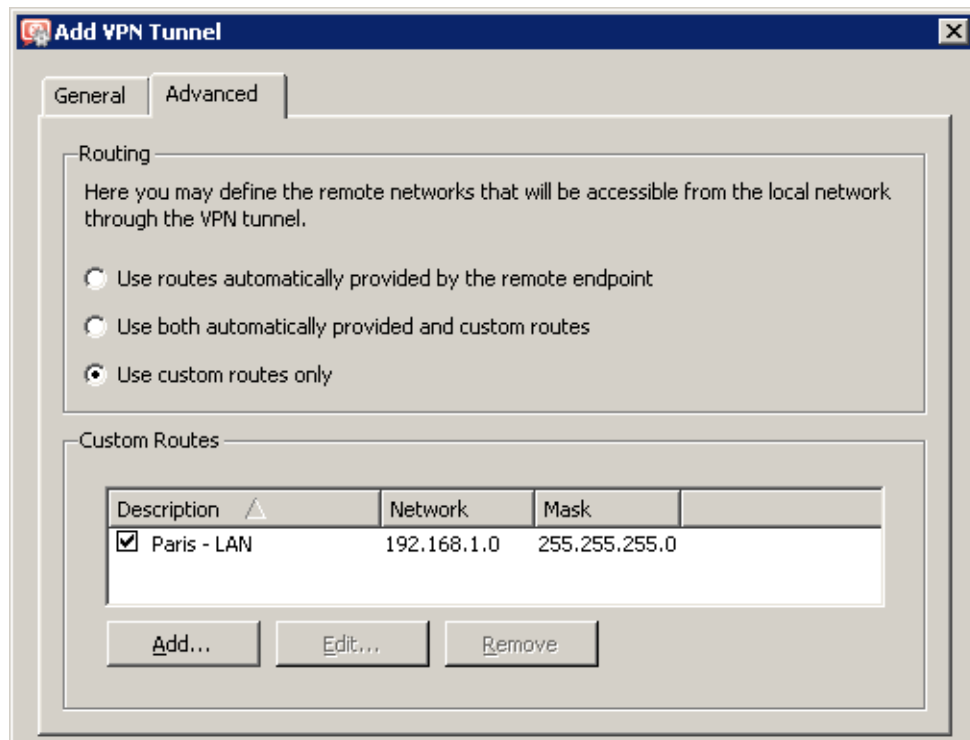 Add VPN Tunnel
General Advanced
Routing
Here you may define the remote networks that will be accessible from the local network
through the VPN tunnel.
Use routes automatically provided by the remote endpoint
Use both automatically provided and custom routes
Use custom routes only
Custom Routes
Description Network Mask
Paris - LAN 192.168.1.0 255.255.255.0
Add... Edit... Remove